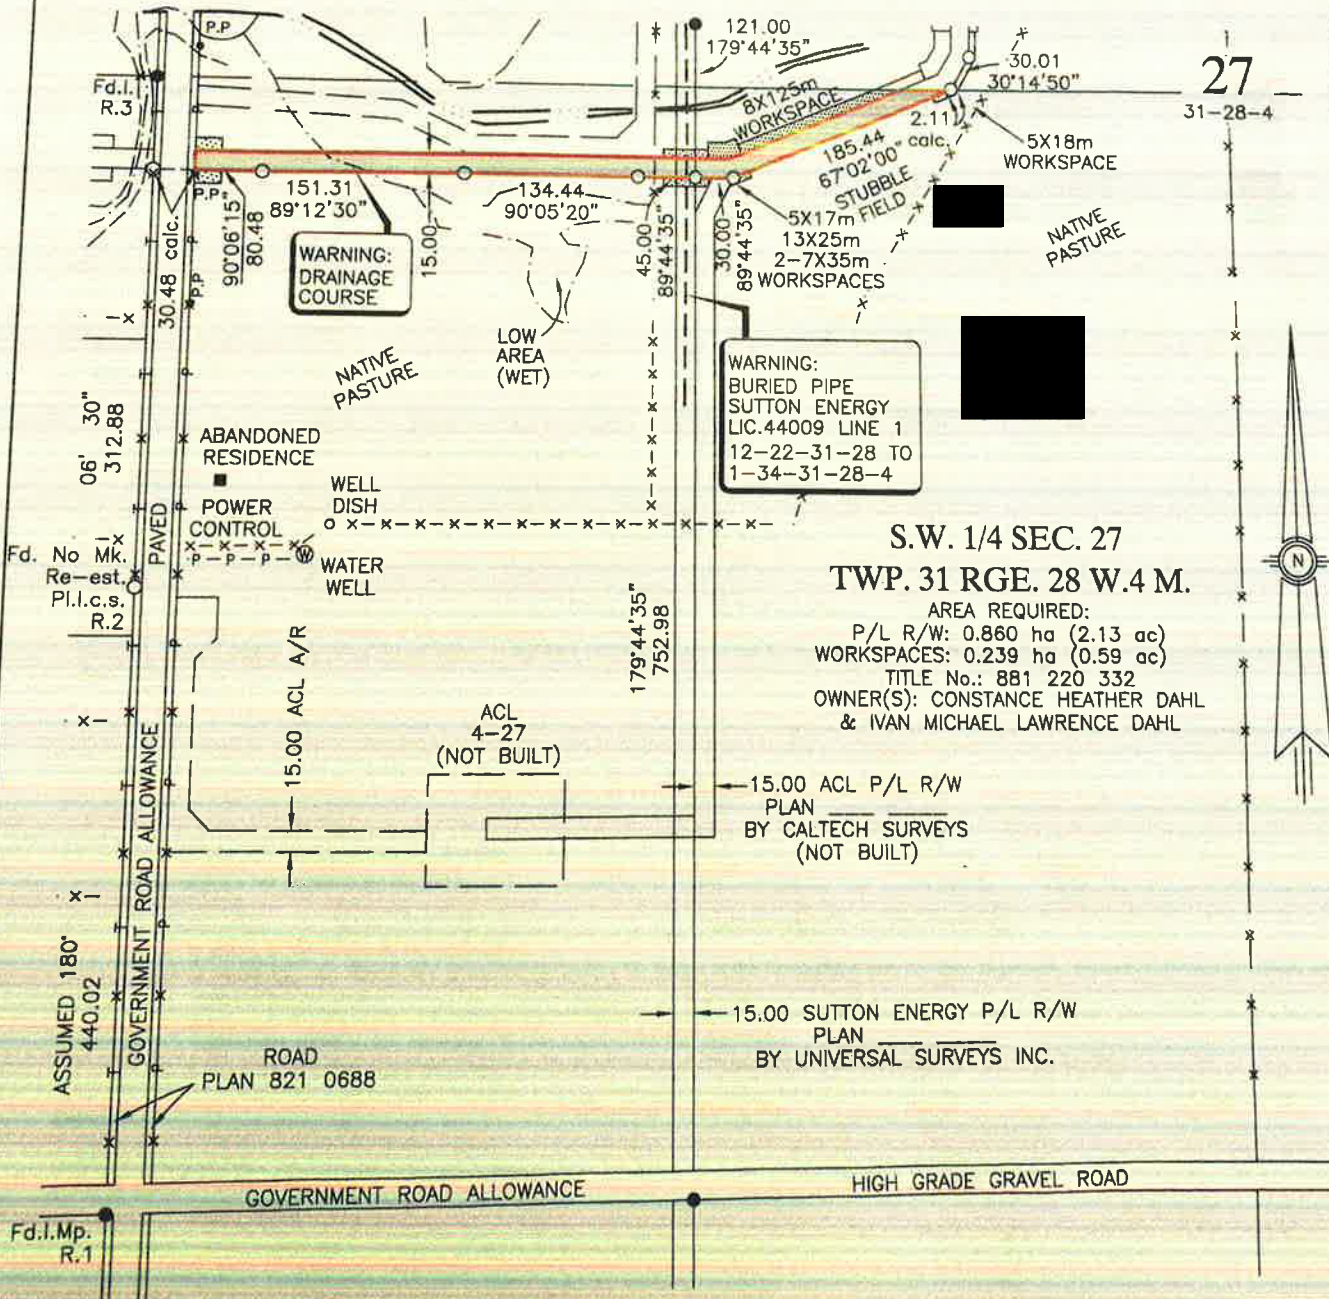 P.P
121.00
179°44'35"
30.01
30°14'50"
27
31-28-4
Fd.I.
R.3
8X125m
WORKSPACE
2.11
calc.
5X18m
WORKSPACE
185.44
67°02'00"
STUBBLE
FIELD
P.P
151.31
89°12'30"
134.44
90°05'20"
5X17m
13X25m
2-7X35m
WORKSPACES
NATIVE
PASTURE
30.48 calc.
P.P
90°06'15"
80.48
WARNING:
DRAINAGE
COURSE
15.00
45.00
89°44'35"
30.00
89°44'35"
LOW
AREA
(WET)
NATIVE
PASTURE
WARNING:
BURIED PIPE
SUTTON ENERGY
LIC.44009 LINE 1
12-22-31-28 TO
1-34-31-28-4
06' 30"
312.88
ABANDONED
RESIDENCE
WELL
DISH
POWER
CONTROL
PAVED
P-P-P
W
WATER
WELL
Fd. No Mk.
Re-est.
Pl.I.c.s.
R.2
S.W. 1/4 SEC. 27
TWP. 31 RGE. 28 W.4 M.
AREA REQUIRED:
P/L R/W: 0.860 ha (2.13 ac)
WORKSPACES: 0.239 ha (0.59 ac)
TITLE No.: 881 220 332
OWNER(S): CONSTANCE HEATHER DAHL
& IVAN MICHAEL LAWRENCE DAHL
N
179°44'35"
752.98
15.00 ACL A/R
ACL
4-27
(NOT BUILT)
15.00 ACL P/L R/W
PLAN ___ ____
BY CALTECH SURVEYS
(NOT BUILT)
GOVERNMENT ROAD ALLOWANCE
ASSUMED 180°
440.02
15.00 SUTTON ENERGY P/L R/W
PLAN ___ ____
BY UNIVERSAL SURVEYS INC.
ROAD
PLAN 821 0688
GOVERNMENT ROAD ALLOWANCE
HIGH GRADE GRAVEL ROAD
Fd.I.Mp.
R.1